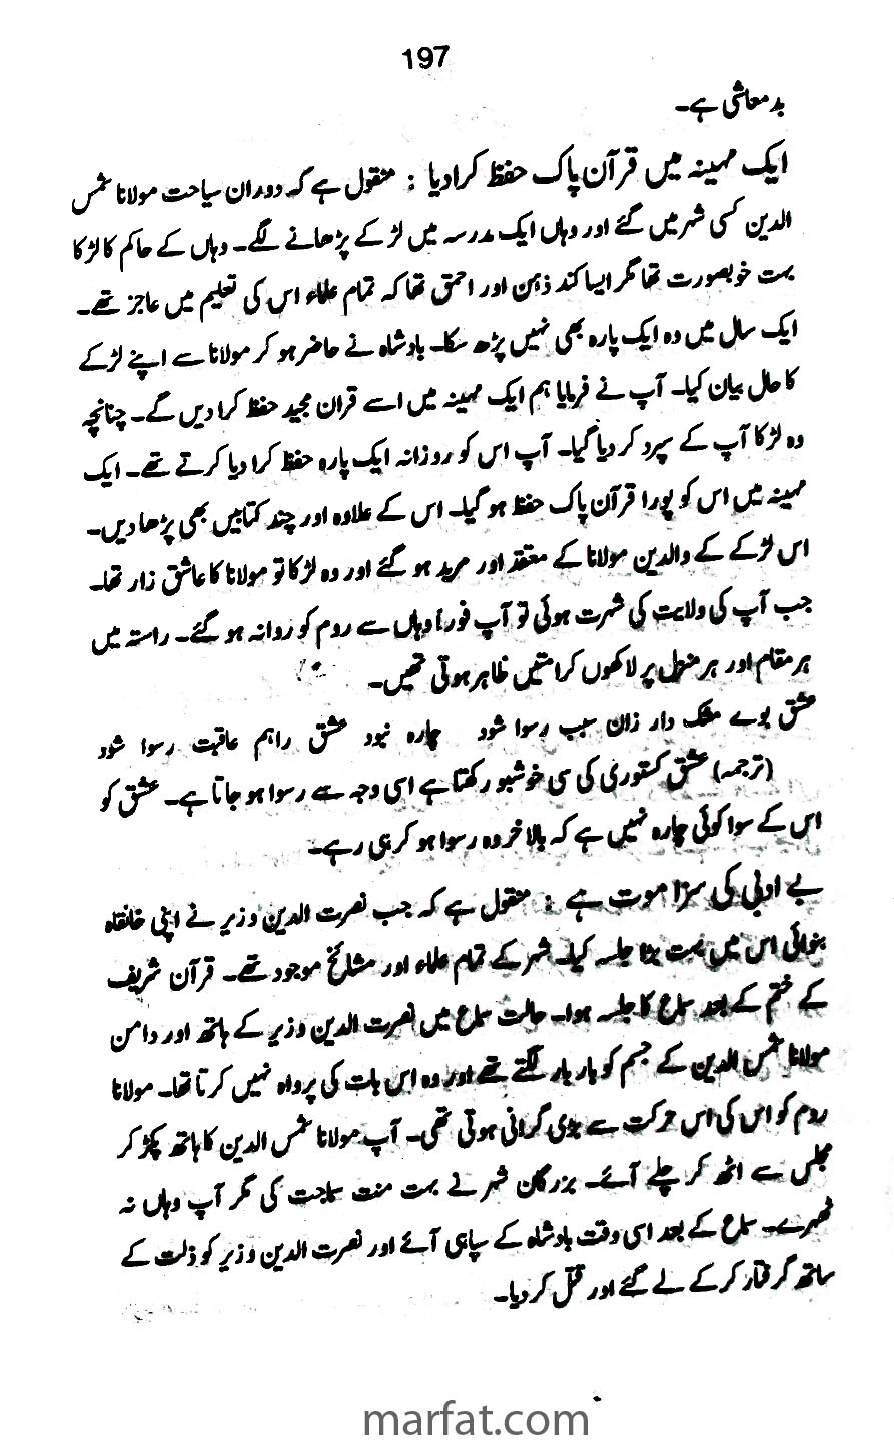 197
بد معاشی ہے۔
ایک مہینہ میں قرآن پاک حفظ کرا دیا : منقول ہے کہ دوران سیاحت مولانا شمس
الدین کسی شہر میں گئے اور وہاں ایک مدرسہ میں لڑکے پڑھانے لگے۔ وہاں کے حاکم کا لڑکا
بہت خوبصورت تھا مگر ایسا کند ذہن اور احمق تھا کہ تمام علماء اس کی تعلیم میں عاجز تھے۔
ایک سال میں وہ ایک پارہ بھی نہیں پڑھ سکا۔ بادشاہ نے حاضر ہو کر مولانا سے اپنے لڑکے
کا حال بیان کیا۔ آپ نے فرمایا ہم ایک مہینہ میں اسے قران مجید حفظ کرا دیں گے۔ چنانچہ
وہ لڑکا آپ کے سپرد کر دیا گیا۔ آپ اس کو روزانہ ایک پارہ حفظ کرا دیا کرتے تھے۔ ایک
مہینہ میں اس کو پورا قرآن پاک حفظ ہو گیا۔ اس کے علاوہ اور چند کتابیں بھی پڑھا دیں۔
اس لڑکے کے والدین مولانا کے معتقد اور مرید ہو گئے اور وہ لڑکا تو مولانا کا عاشق زار تھا۔
جب آپ کی ولایت کی شہرت ہوئی تو آپ فوراً وہاں سے روم کو روانہ ہو گئے۔ راستہ میں
ہر مقام اور ہر منزل پر لاکھوں کرامتیں ظاہر ہوتی تھیں۔
عشق بوے مشک دار زان سبب رسوا شود چارہ نبود عشق راہم عاقبت رسوا شود
(ترجمہ) عشق کستوری کی سی خوشبو رکھتا ہے اسی وجہ سے رسوا ہو جاتا ہے۔ عشق کو
اس کے سوا کوئی چارہ نہیں ہے کہ بالاخر وہ رسوا ہو کر ہی رہے۔
بے ادبی کی سزا موت ہے : منقول ہے کہ جب نصرت الدین وزیر نے اپنی خانقاہ
بنوائی اس میں بہت بڑا جلسہ کیا۔ شہر کے تمام علماء اور مشائخ موجود تھے۔ قرآن شریف
کے ختم کے بعد سماع کا جلسہ ہوا۔ حالت سماع میں نصرت الدین وزیر کے ہاتھ اور دامن
مولانا شمس الدین کے جسم کو بار بار لگتے تھے اور وہ اس بات کی پرواہ نہیں کرتا تھا۔ مولانا
روم کو اس کی اس حرکت سے بڑی گرانی ہوتی تھی۔ آپ مولانا شمس الدین کا ہاتھ پکڑ کر
مجلس سے اٹھ کر چلے آئے۔ بزرگان شہر نے بہت منت سماجت کی مگر آپ وہاں نہ
ٹھہرے۔ سماع کے بعد اسی وقت بادشاہ کے سپاہی آئے اور نصرت الدین وزیر کو ذلت کے
ساتھ گرفتار کر کے لے گئے اور قتل کر دیا۔
marfat.com